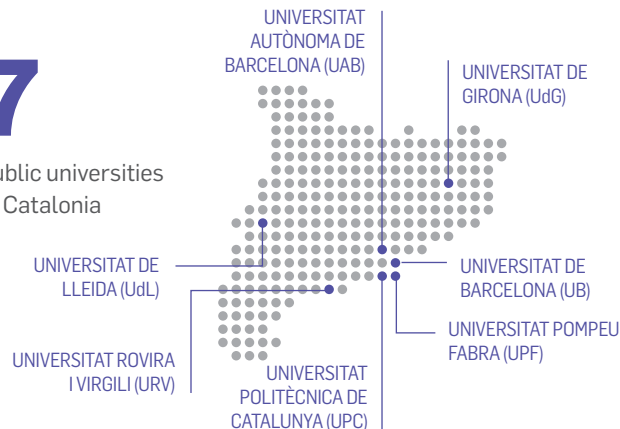 7
ublic universities
Catalonia
UNIVERSITAT
AUTÒNOMA DE
BARCELONA (UAB)
UNIVERSITAT DE
GIRONA (UdG)
UNIVERSITAT DE
LLEIDA (UdL)
UNIVERSITAT DE
BARCELONA (UB)
UNIVERSITAT POMPEU
FABRA (UPF)
UNIVERSITAT ROVIRA
I VIRGILI (URV)
UNIVERSITAT
POLITÈCNICA DE
CATALUNYA (UPC)